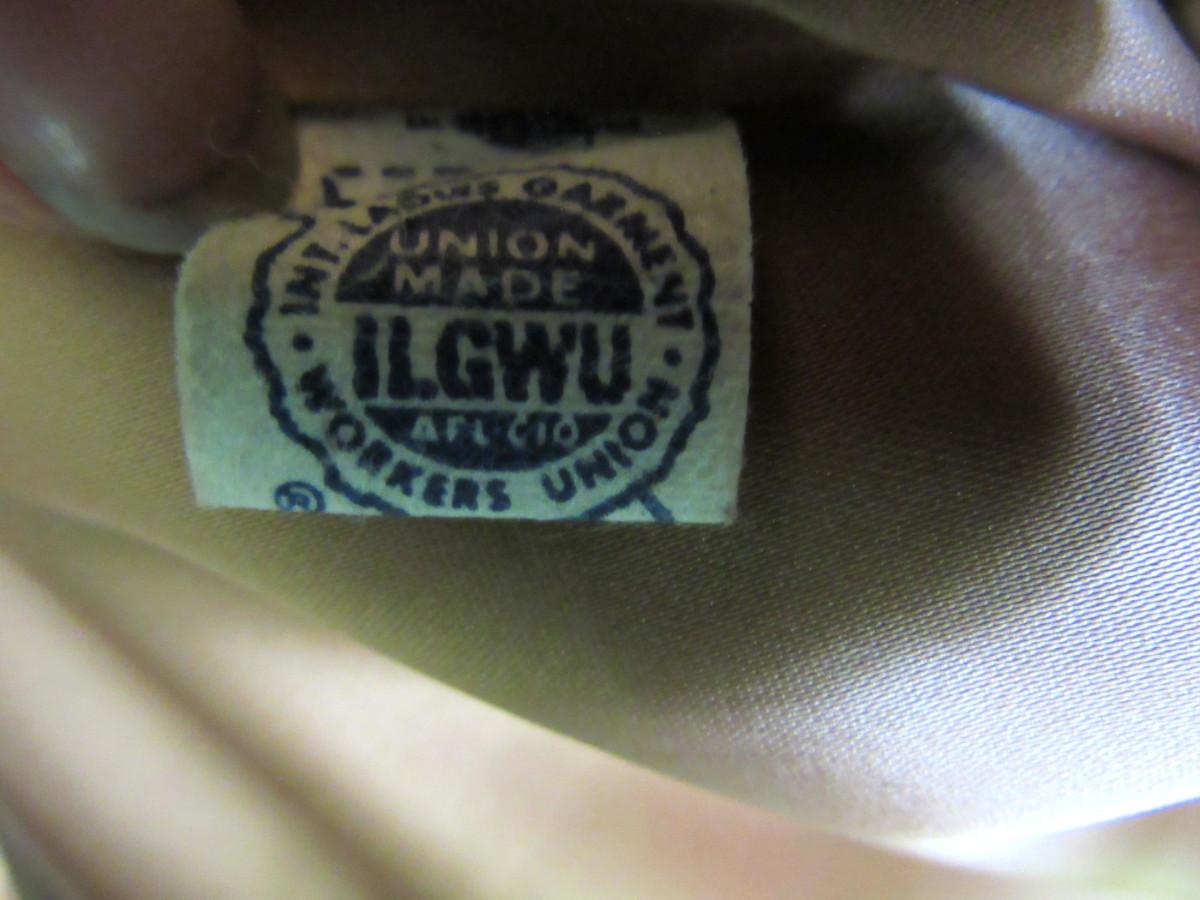 INT. LADIES GARMENT
UNION
MADE
ILGWU
AFL-CIO
WORKERS UNION
®